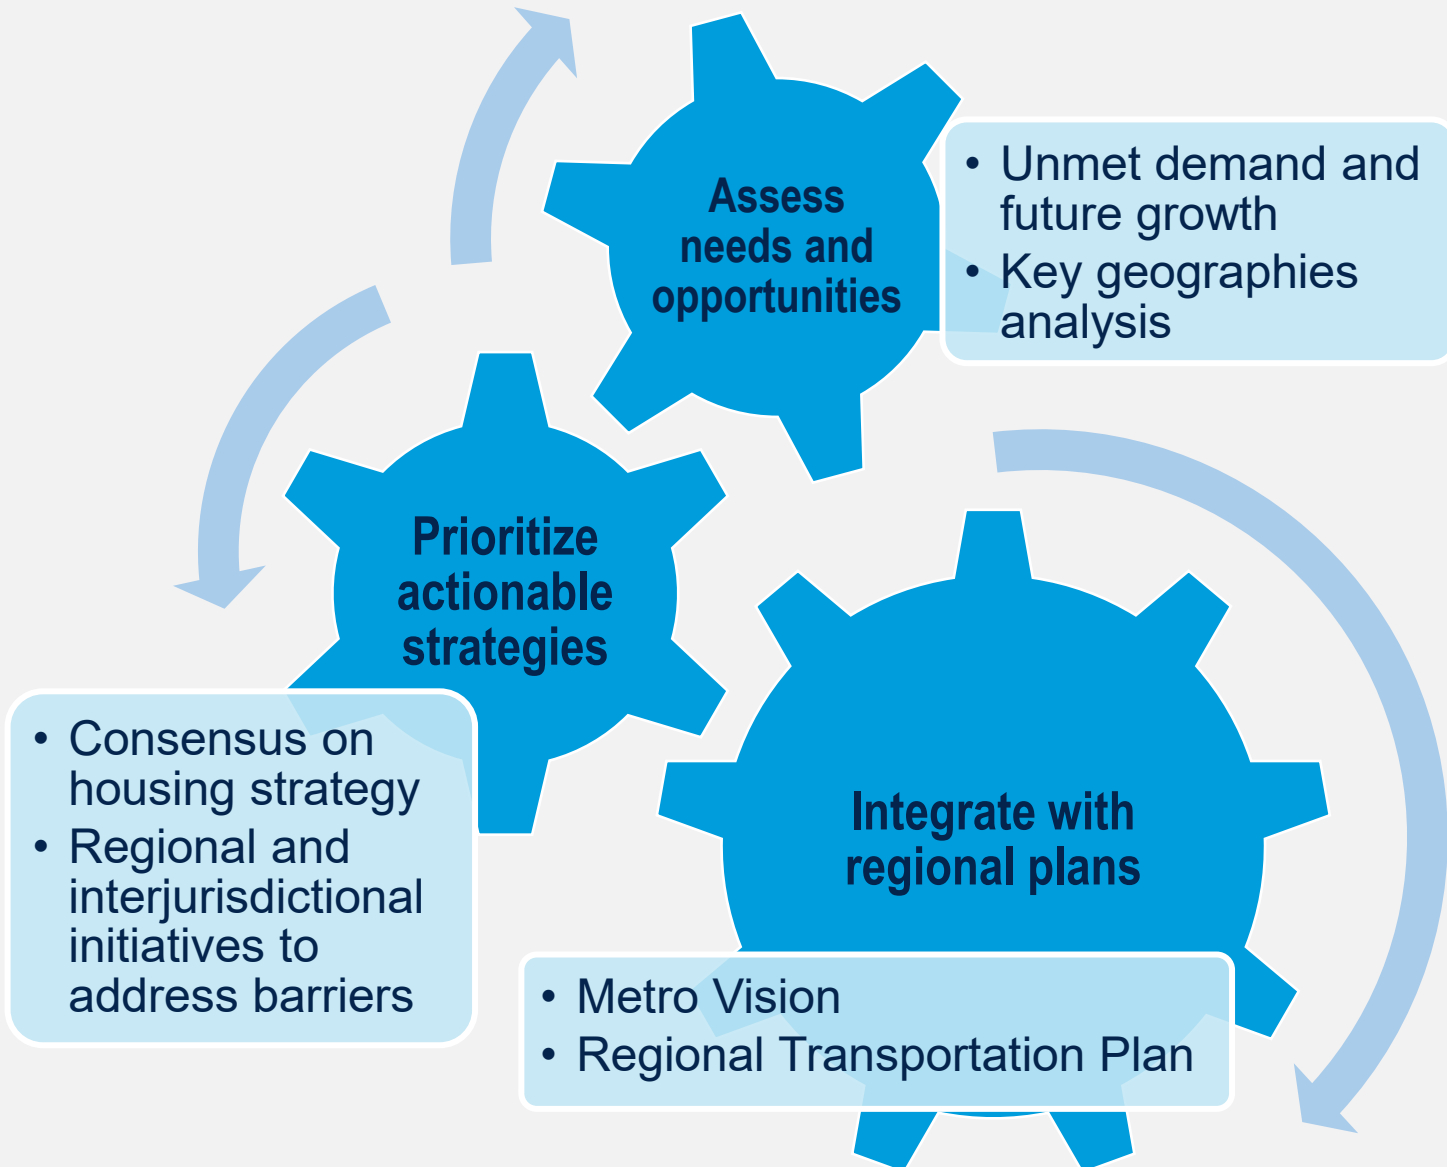 Assess
needs and
opportunities
• Unmet demand and
future growth
• Key geographies
analysis
Prioritize
actionable
strategies
• Consensus on
housing strategy
• Regional and
interjurisdictional
initiatives to
address barriers
Integrate with
regional plans
• Metro Vision
• Regional Transportation Plan